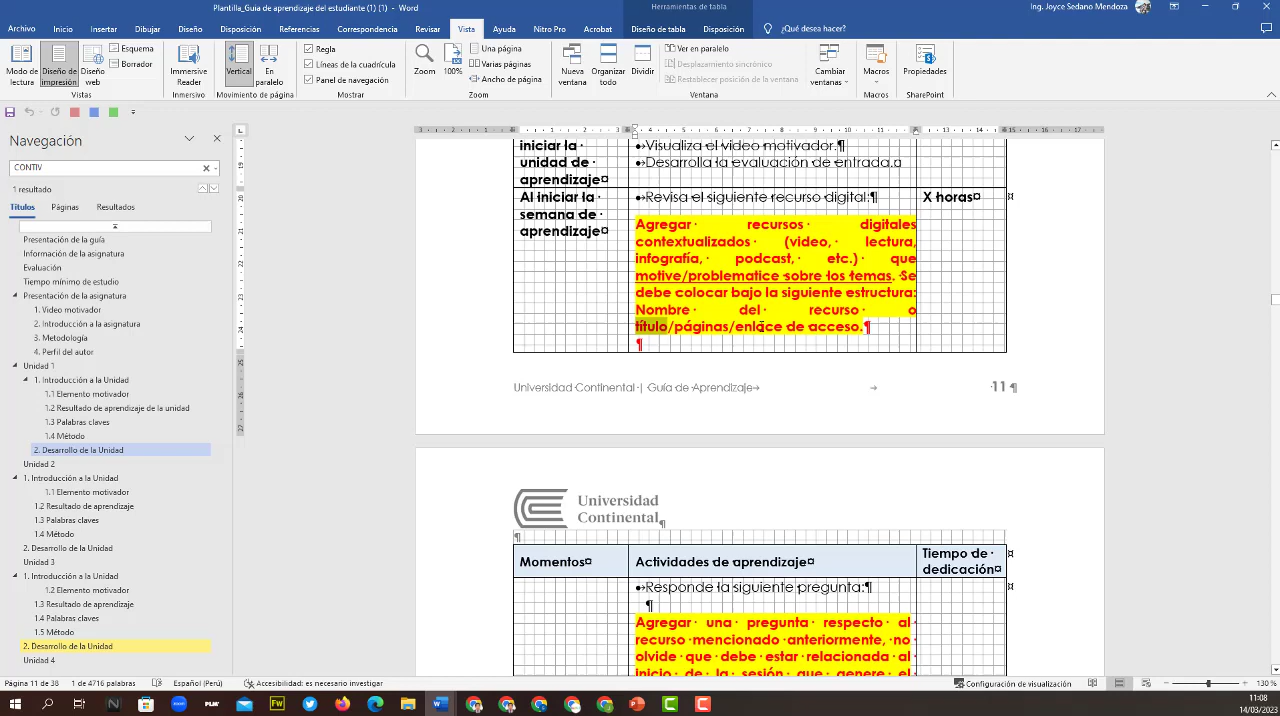 Plantilla_Guía de aprendizaje del estudiante (1) (1) - Word
Herramientas de tabla
Ing. Joyce Sedano Mendoza
Archivo Inicio Insertar Dibujar Diseño Disposición Referencias Correspondencia Revisar Vista Ayuda Nitro Pro Acrobat Diseño de tabla Disposición ¿Qué desea hacer?
Modo de lectura
Diseño de impresión
Diseño web
Esquema
Borrador
Vistas
Immersive Reader
Inmersivo
Vertical
En paralelo
Movimiento de página
Regla
Líneas de la cuadrícula
Panel de navegación
Mostrar
Zoom
100%
Una página
Varias páginas
Ancho de página
Zoom
Nueva ventana
Organizar todo
Dividir
Ver en paralelo
Desplazamiento sincrónico
Restablecer posición de la ventana
Ventana
Cambiar ventanas
Macros
Macros
Propiedades
SharePoint
Navegación
CONTIV
1 resultado
Títulos Páginas Resultados
Presentación de la guía
Información de la asignatura
Evaluación
Tiempo mínimo de estudio
Presentación de la asignatura
1. Video motivador
2. Introducción a la asignatura
3. Metodología
4. Perfil del autor
Unidad 1
1. Introducción a la Unidad
1.1 Elemento motivador
1.2 Resultado de aprendizaje de la unidad
1.3 Palabras claves
1.4 Método
2. Desarrollo de la Unidad
Unidad 2
1. Introducción a la Unidad
1.1 Elemento motivador
1.2 Resultado de aprendizaje
1.3 Palabras claves
1.4 Método
2. Desarrollo de la Unidad
Unidad 3
1. Introducción a la Unidad
1.1 Elemento motivador
1.3 Resultado de aprendizaje
1.4 Palabras claves
1.5 Método
2. Desarrollo de la Unidad
Unidad 4
iniciar la
unidad de
aprendizaje¤
•→Visualiza el video motivador.¶
•→Desarrolla la evaluación de entrada.¤
Al iniciar la
semana de
aprendizaje¤
•→Revisa el siguiente recurso digital:¶
X horas¤
Agregar recursos digitales
contextualizados (video, lectura,
infografía, podcast, etc.) que
motive/problematice sobre los temas. Se
debe colocar bajo la siguiente estructura:
Nombre del recurso o
título/páginas/enlace de acceso.¶
¶
Universidad Continental | Guía de Aprendizaje→ → 11¶
Universidad
Continental¶
¶
Momentos¤ Actividades de aprendizaje¤ Tiempo de
dedicación¤
•→Responde la siguiente pregunta:¶
¶
Agregar una pregunta respecto al
recurso mencionado anteriormente, no
olvide que debe estar relacionada al
inicio de la sesión que genere el
Página 11 de 38 1 de 4716 palabras Español (Perú) Accesibilidad: es necesario investigar Configuración de visualización 130 %
11:08
14/03/2023